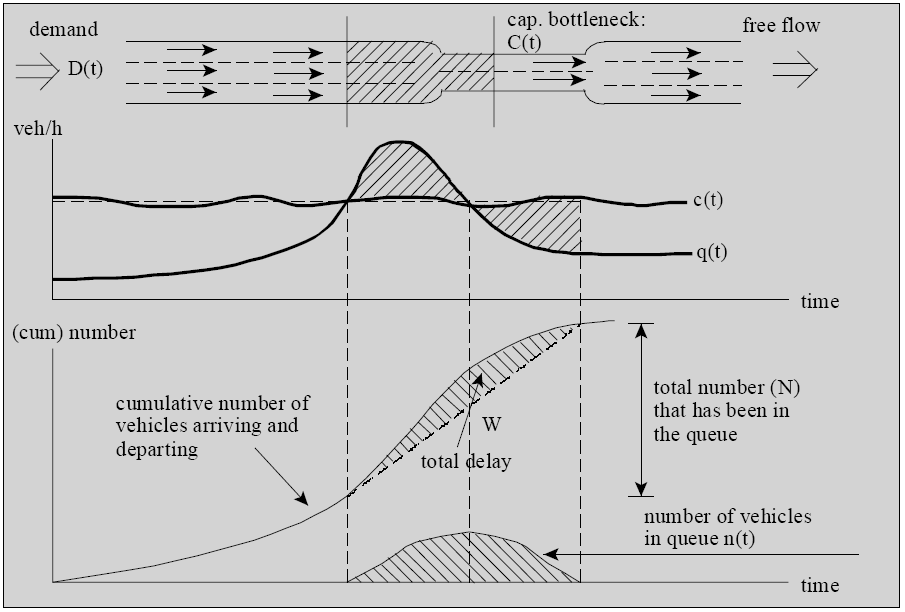 demand
D(t)
cap. bottleneck:
C(t)
free flow
veh/h
c(t)
q(t)
time
(cum) number
cumulative number of
vehicles arriving and
departing
W
total delay
total number (N)
that has been in
the queue
number of vehicles
in queue n(t)
time